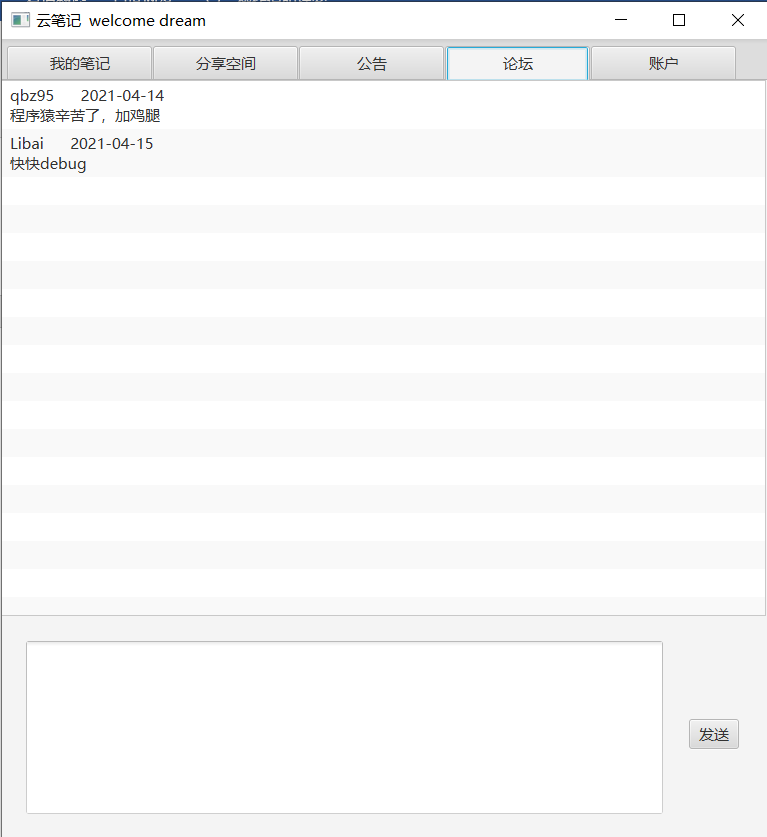 云笔记 welcome dream
我的笔记 分享空间 公告 论坛 账户
qbz95 2021-04-14
程序猿辛苦了，加鸡腿
Libai 2021-04-15
快快debug
发送